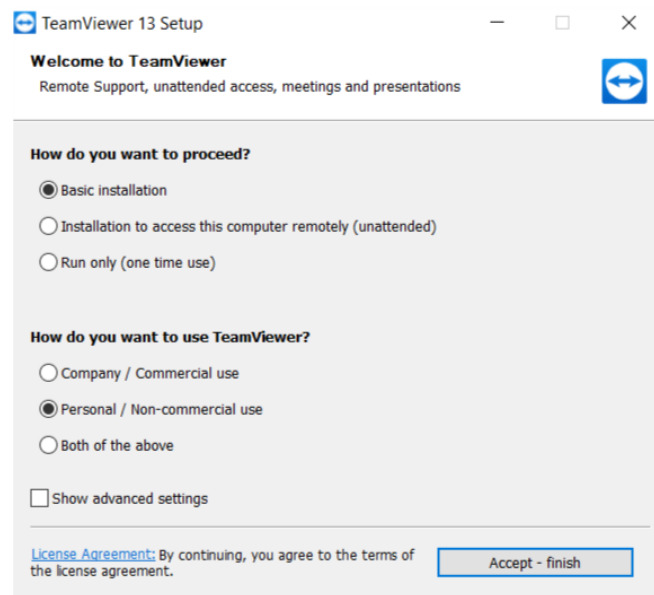 TeamViewer 13 Setup
Welcome to TeamViewer
Remote Support, unattended access, meetings and presentations
How do you want to proceed?
Basic installation
Installation to access this computer remotely (unattended)
Run only (one time use)
How do you want to use TeamViewer?
Company / Commercial use
Personal / Non-commercial use
Both of the above
Show advanced settings
License Agreement: By continuing, you agree to the terms of
the license agreement.
Accept - finish